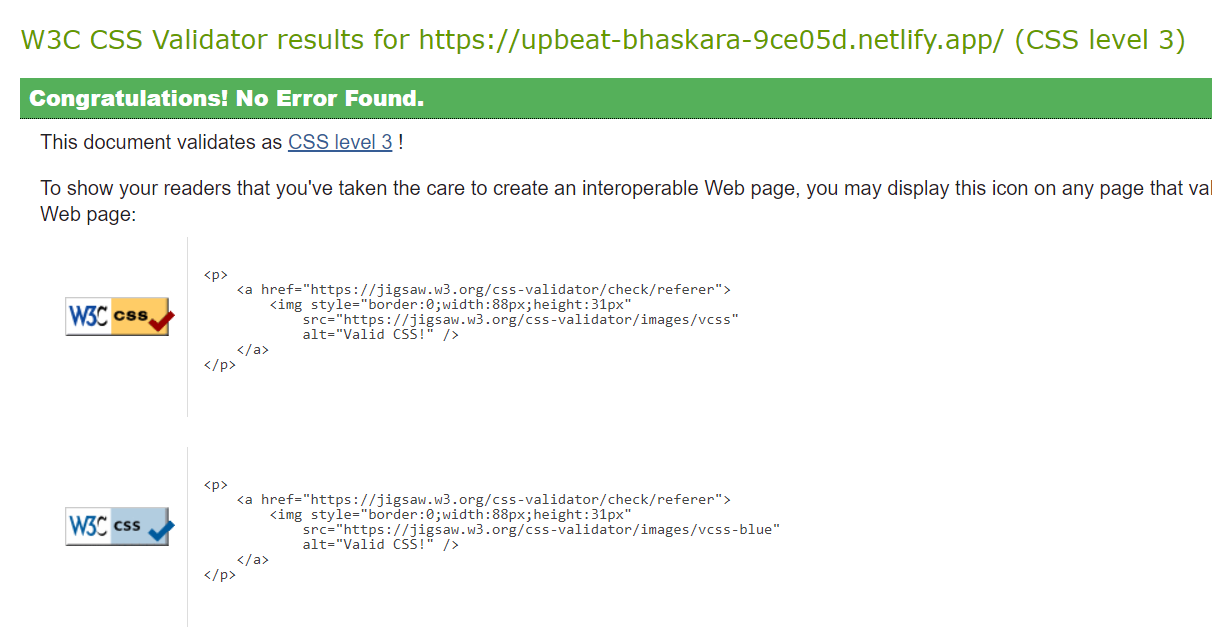 W3C CSS Validator results for https://upbeat-bhaskara-9ce05d.netlify.app/ (CSS level 3)
Congratulations! No Error Found.
This document validates as CSS level 3 !
To show your readers that you've taken the care to create an interoperable Web page, you may display this icon on any page that
Web page:
W3C css
<p>
<a href="https://jigsaw.w3.org/css-validator/check/referer">
<img style="border:0;width:88px;height:31px"
src="https://jigsaw.w3.org/css-validator/images/vcss"
alt="Valid CSS!" />
</a>
</p>
W3C css
<p>
<a href="https://jigsaw.w3.org/css-validator/check/referer">
<img style="border:0;width:88px;height:31px"
src="https://jigsaw.w3.org/css-validator/images/vcss-blue"
alt="Valid CSS!" />
</a>
</p>